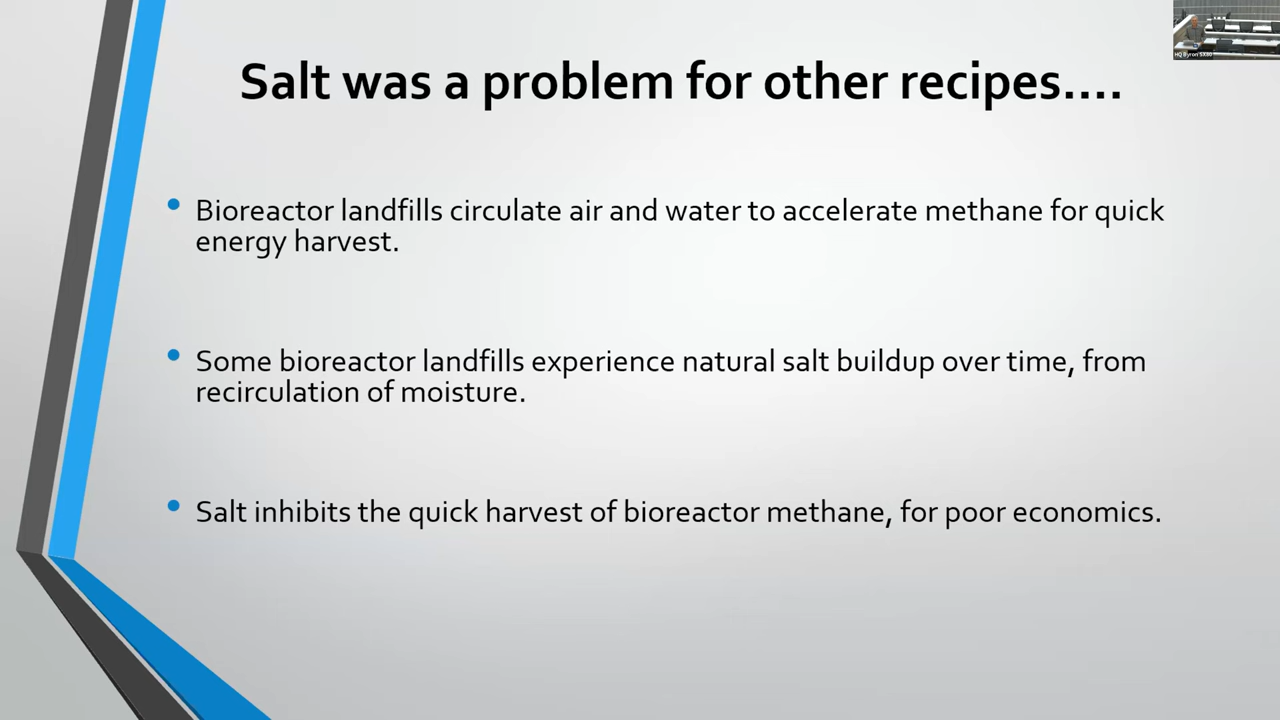 Salt was a problem for other recipes....
Bioreactor landfills circulate air and water to accelerate methane for quick
energy harvest.
Some bioreactor landfills experience natural salt buildup over time, from
recirculation of moisture.
Salt inhibits the quick harvest of bioreactor methane, for poor economics.
HQ Byron